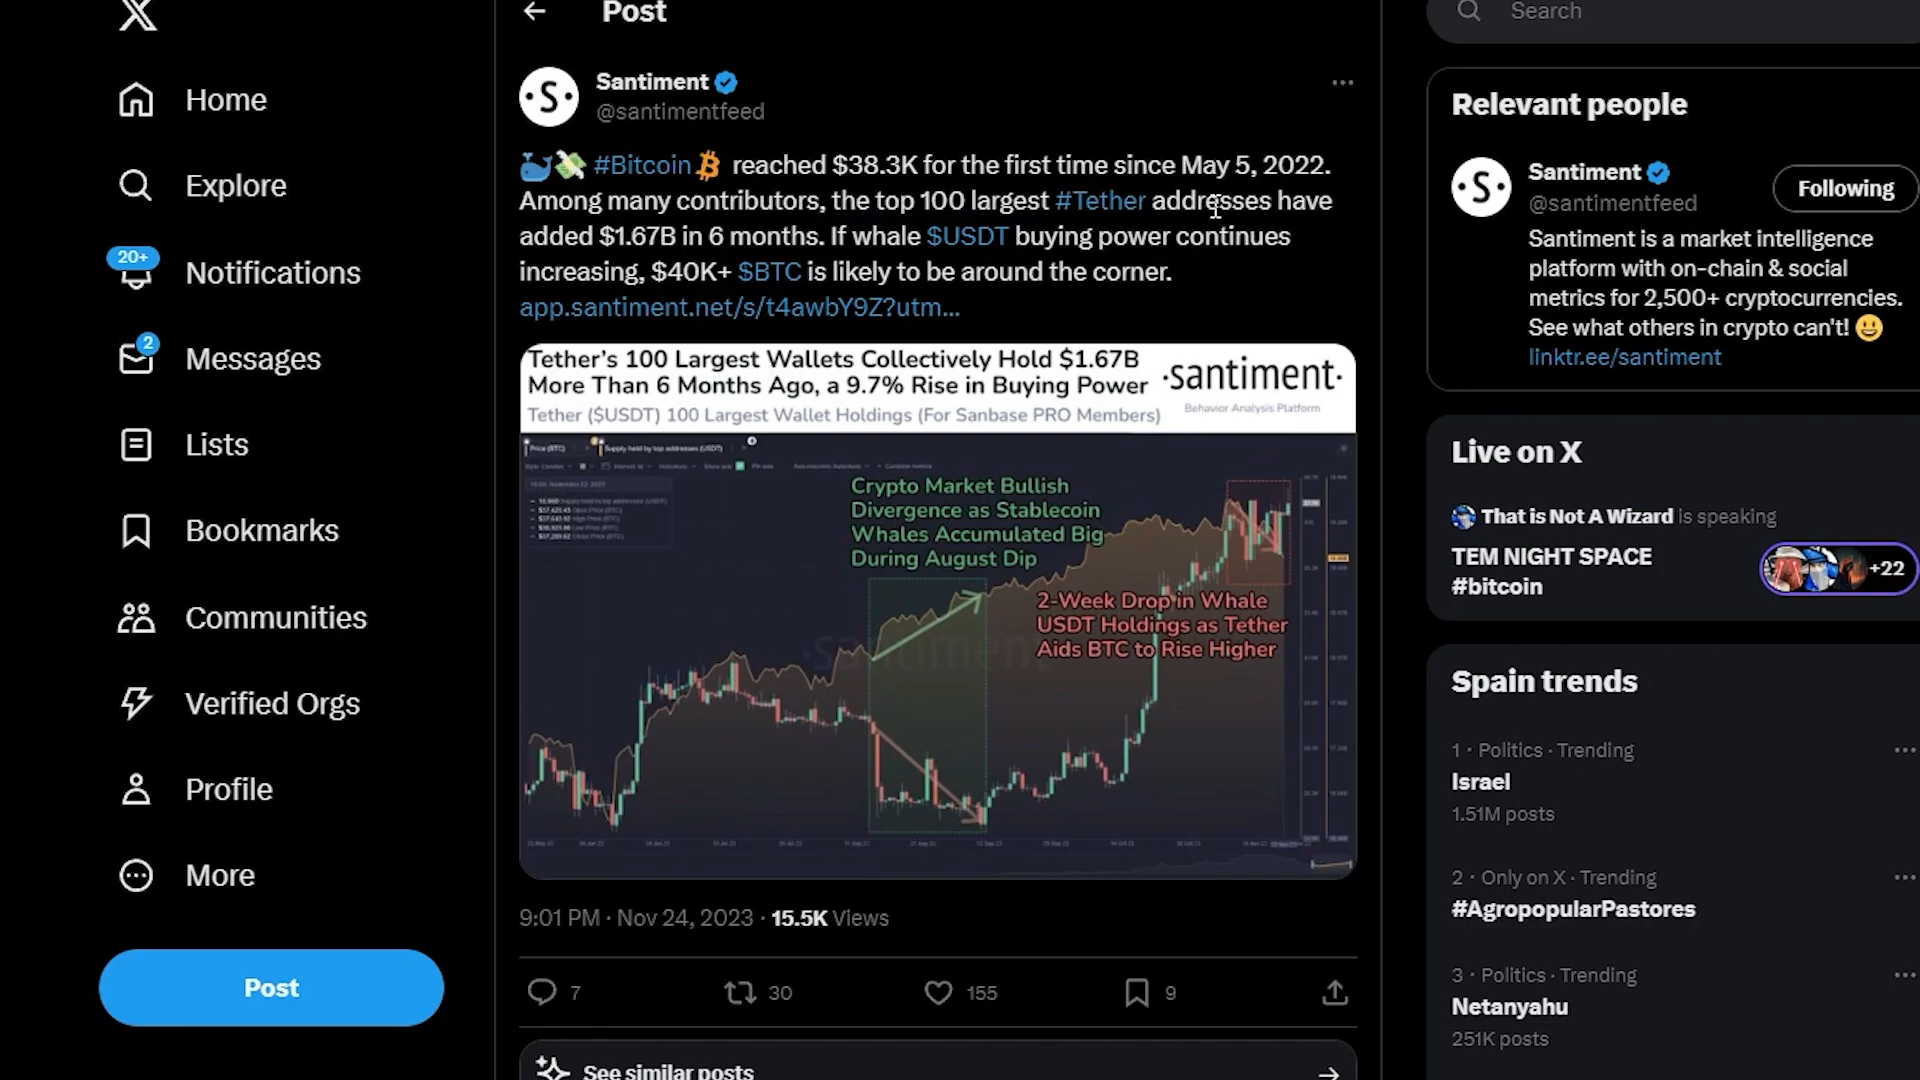 Home
Explore
20+
Notifications
2
Messages
Lists
Bookmarks
Communities
Verified Orgs
Profile
More
Post
Post
·S·
Santiment
@santimentfeed
#Bitcoin reached $38.3K for the first time since May 5, 2022.
Among many contributors, the top 100 largest #Tether addresses have
added $1.67B in 6 months. If whale $USDT buying power continues
increasing, $40K+ $BTC is likely to be around the corner.
app.santiment.net/s/t4awbY9Z?utm...
Tether's 100 Largest Wallets Collectively Hold $1.67B
More Than 6 Months Ago, a 9.7% Rise in Buying Power
Tether ($USDT) 100 Largest Wallet Holdings (For Sanbase PRO Members)
·santiment·
Behavior Analysis Platform
Price (BTC)
Supply held by top addresses (USDT)
Crypto Market Bullish
Divergence as Stablecoin
Whales Accumulated Big
During August Dip
2-Week Drop in Whale
USDT Holdings as Tether
Aids BTC to Rise Higher
·santiment
9:01 PM · Nov 24, 2023 · 15.5K Views
7
30
155
9
See similar posts
Search
Relevant people
·S·
Santiment
@santimentfeed
Following
Santiment is a market intelligence
platform with on-chain & social
metrics for 2,500+ cryptocurrencies.
See what others in crypto can't!
linktr.ee/santiment
Live on X
That is Not A Wizard is speaking
TEM NIGHT SPACE
#bitcoin
+22
Spain trends
1 · Politics · Trending
Israel
1.51M posts
2 · Only on X · Trending
#AgropopularPastores
3 · Politics · Trending
Netanyahu
251K posts